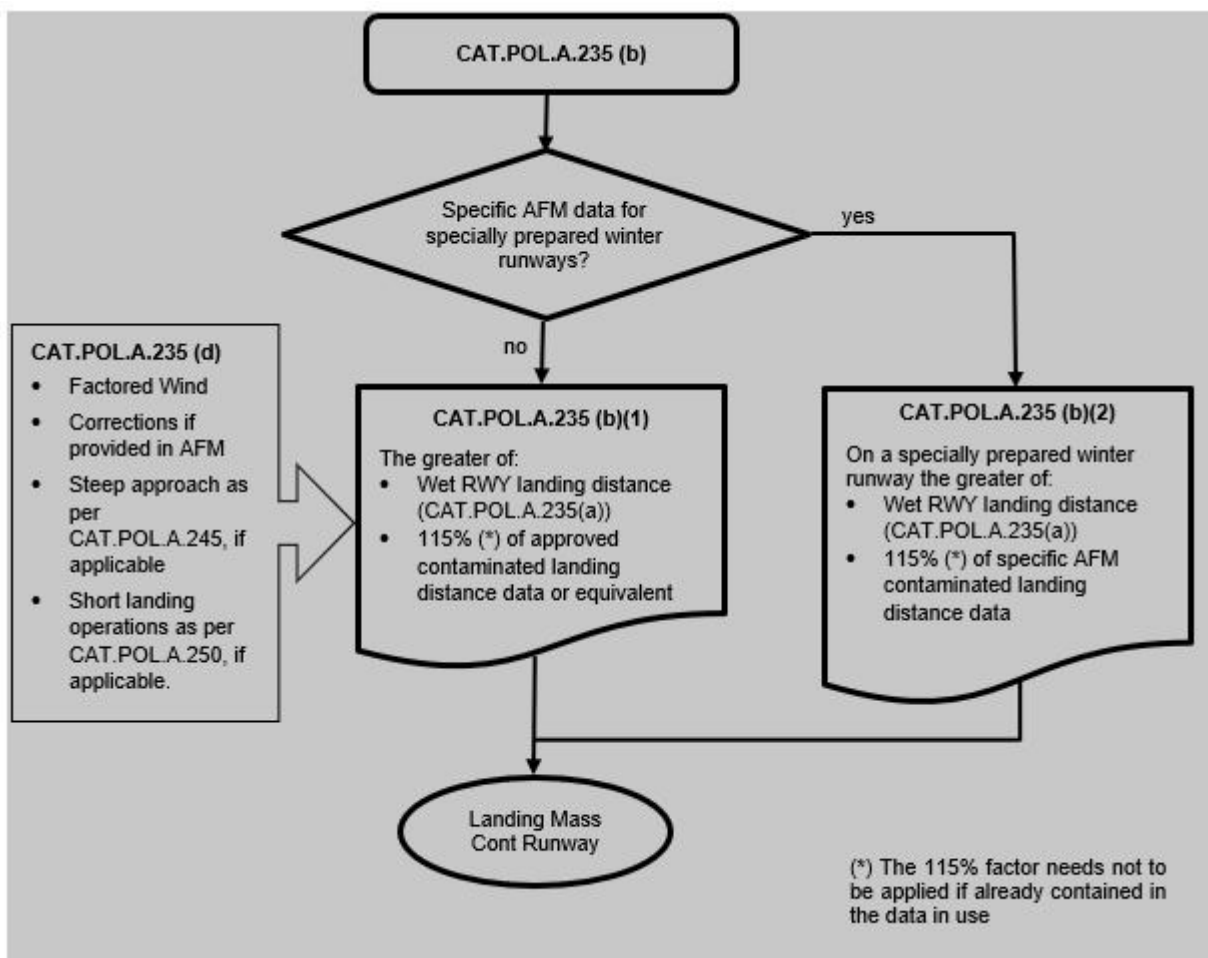 CAT.POL.A.235 (b)
Specific AFM data for
specially prepared winter
runways?
yes
no
CAT.POL.A.235 (d)
• Factored Wind
• Corrections if
provided in AFM
• Steep approach as
per
CAT.POL.A.245, if
applicable
• Short landing
operations as per
CAT.POL.A.250, if
applicable.
CAT.POL.A.235 (b)(1)
The greater of:
• Wet RWY landing distance
(CAT.POL.A.235(a))
• 115% (*) of approved
contaminated landing
distance data or equivalent
CAT.POL.A.235 (b)(2)
On a specially prepared winter
runway the greater of:
• Wet RWY landing distance
(CAT.POL.A.235(a))
• 115% (*) of specific AFM
contaminated landing
distance data
Landing Mass
Cont Runway
(*) The 115% factor needs not to
be applied if already contained in
the data in use